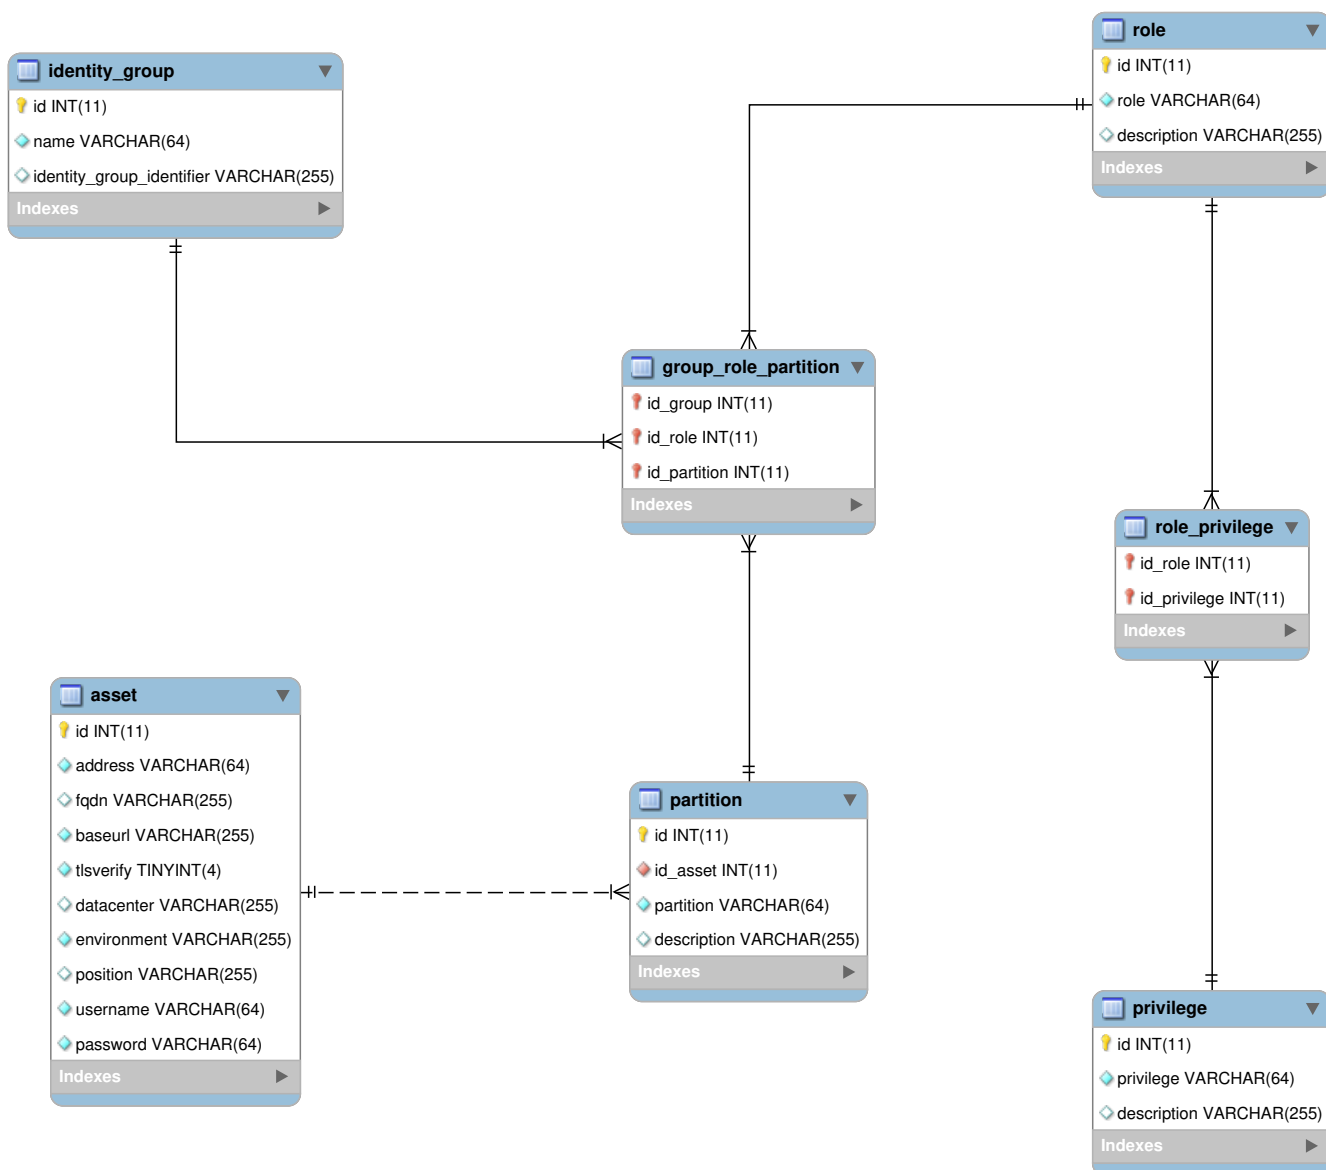 identity_group
id INT(11)
name VARCHAR(64)
identity_group_identifier VARCHAR(255)
Indexes
role
id INT(11)
role VARCHAR(64)
description VARCHAR(255)
Indexes
group_role_partition
id_group INT(11)
id_role INT(11)
id_partition INT(11)
Indexes
role_privilege
id_role INT(11)
id_privilege INT(11)
Indexes
asset
id INT(11)
address VARCHAR(64)
fqdn VARCHAR(255)
baseurl VARCHAR(255)
tlsverify TINYINT(4)
datacenter VARCHAR(255)
environment VARCHAR(255)
position VARCHAR(255)
username VARCHAR(64)
password VARCHAR(64)
Indexes
partition
id INT(11)
id_asset INT(11)
partition VARCHAR(64)
description VARCHAR(255)
Indexes
privilege
id INT(11)
privilege VARCHAR(64)
description VARCHAR(255)
Indexes